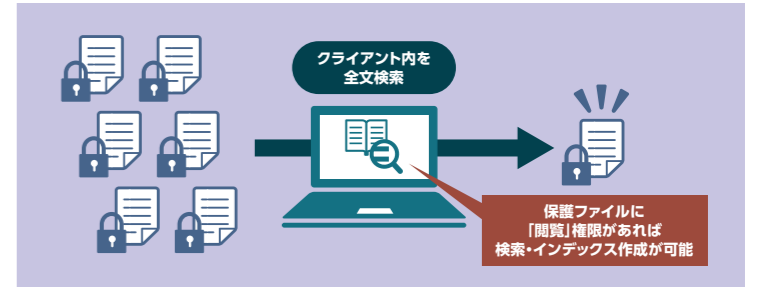 クライアント内を
全文検索
保護ファイルに
「閲覧」権限があれば
検索・インデックス作成が可能